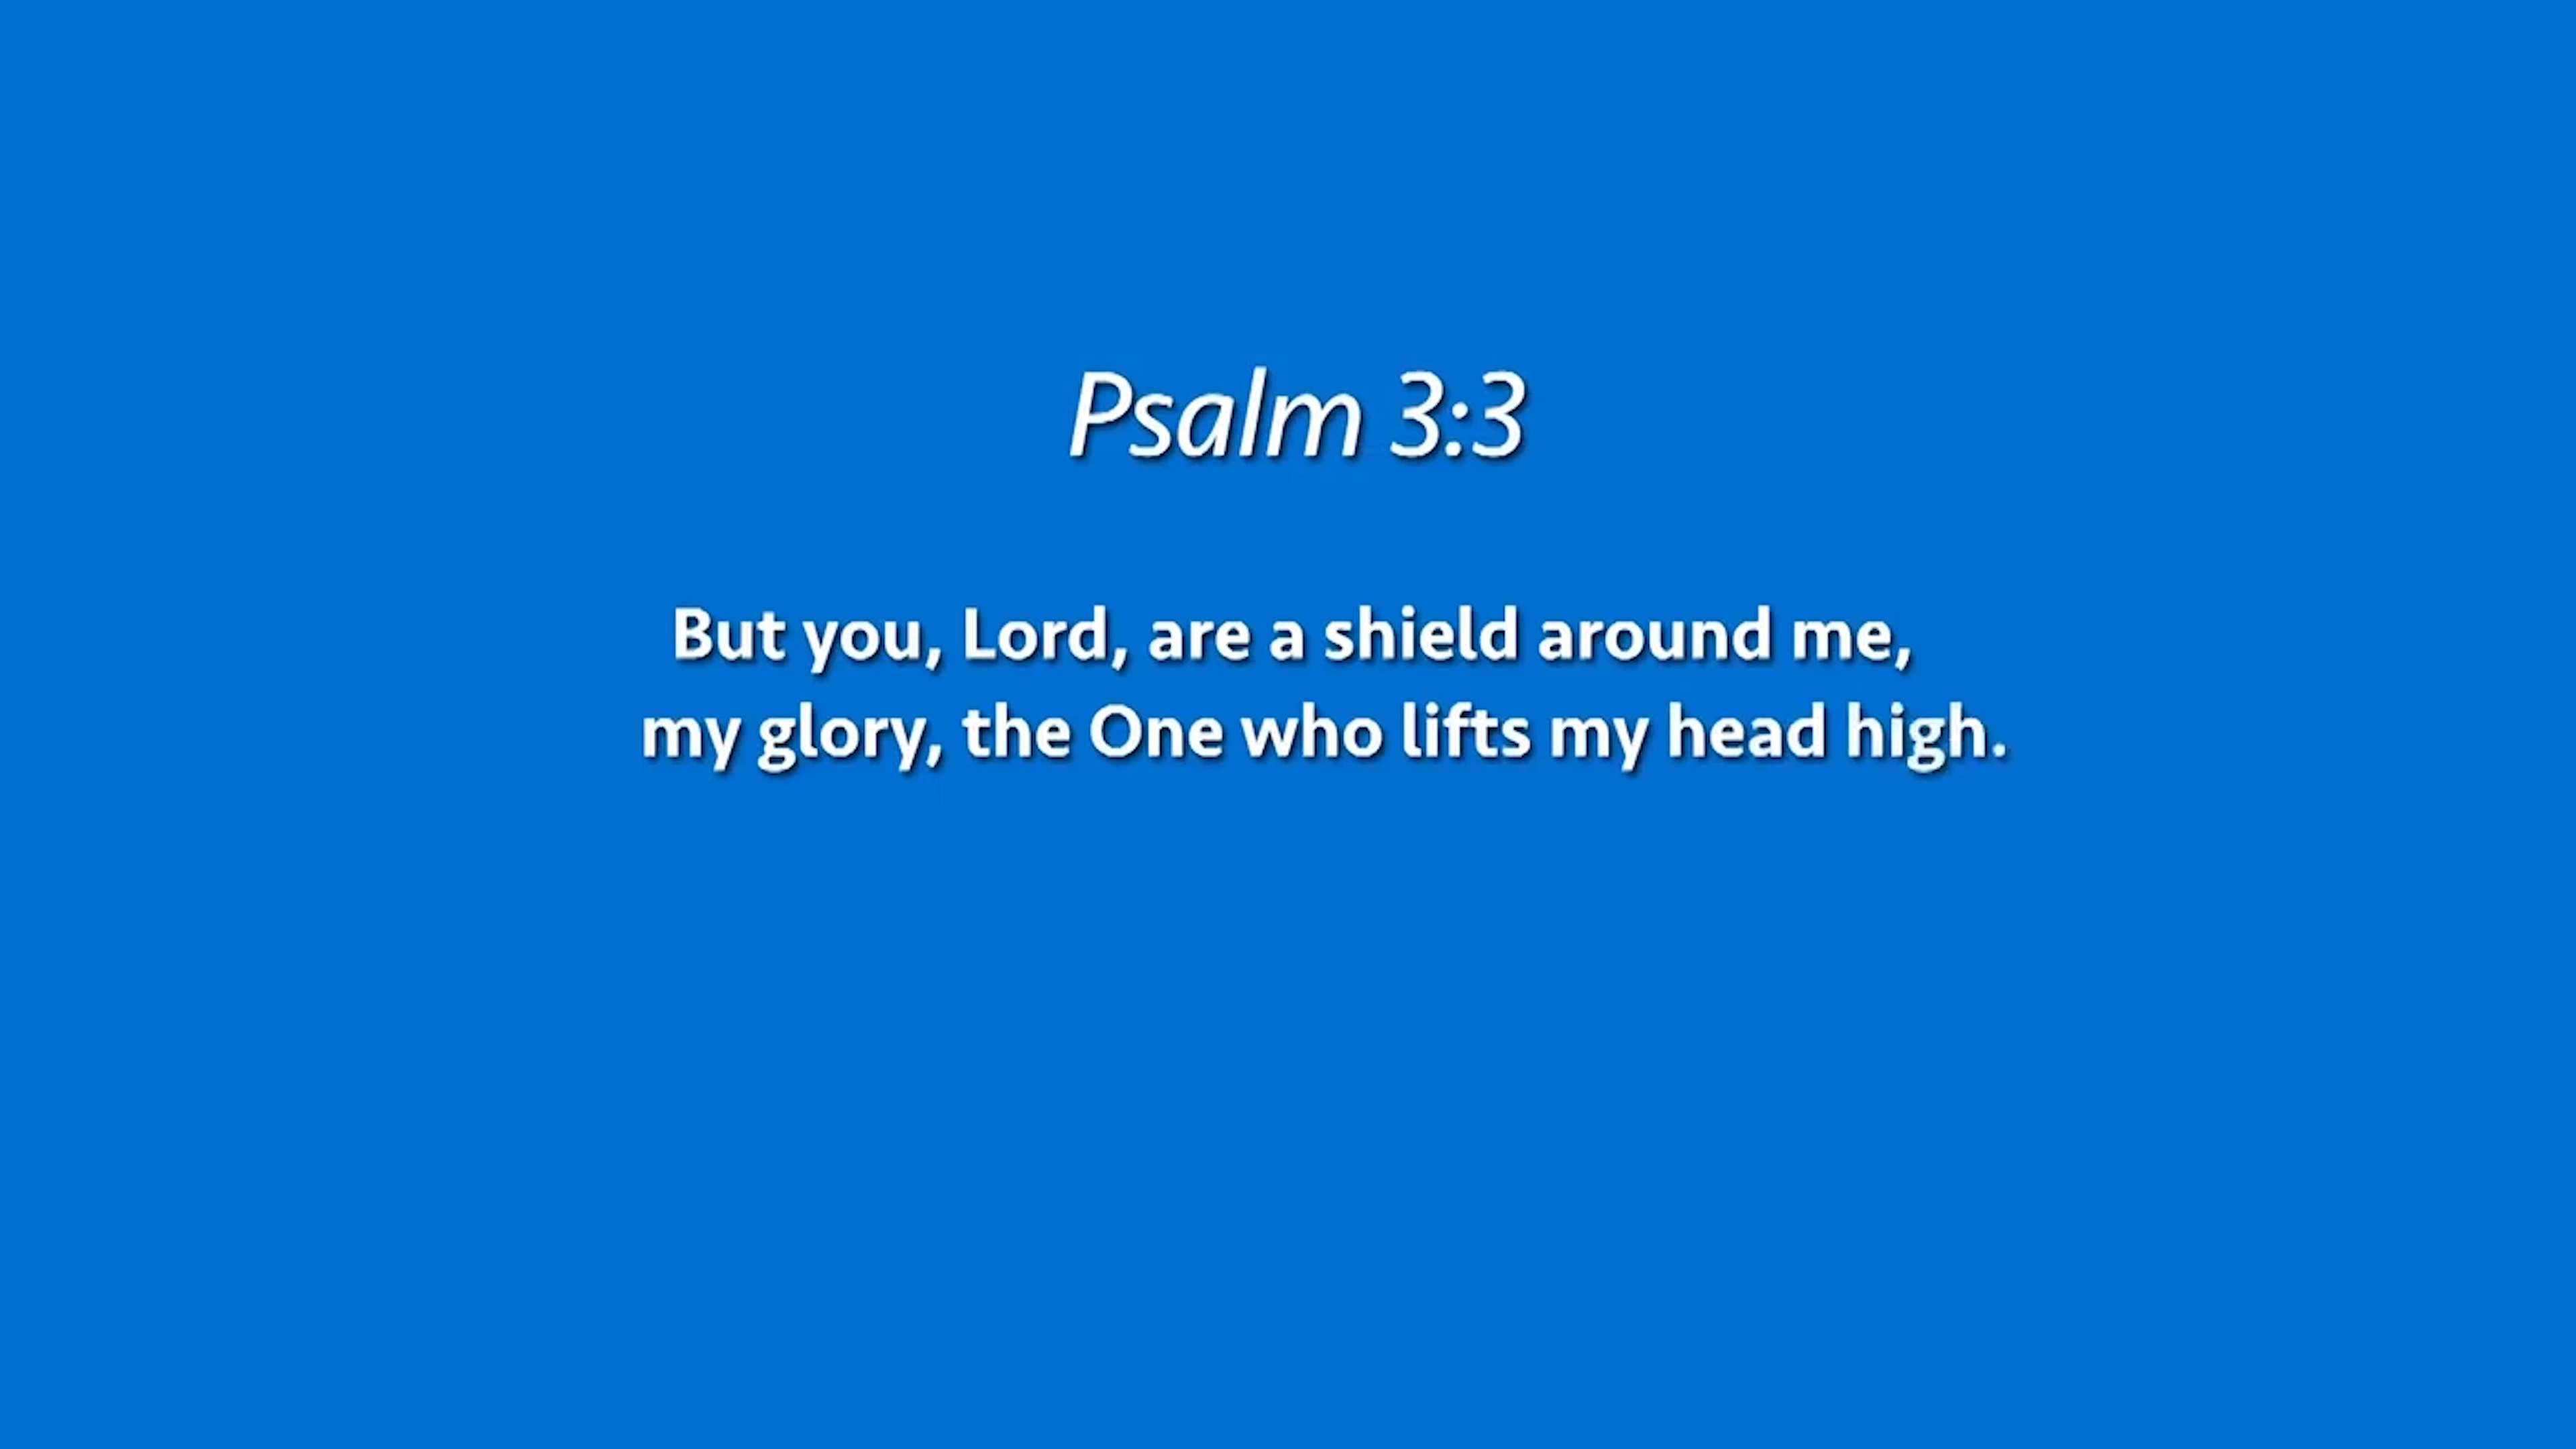 Psalm 3:3
But you, Lord, are a shield around me,
my glory, the One who lifts my head high.